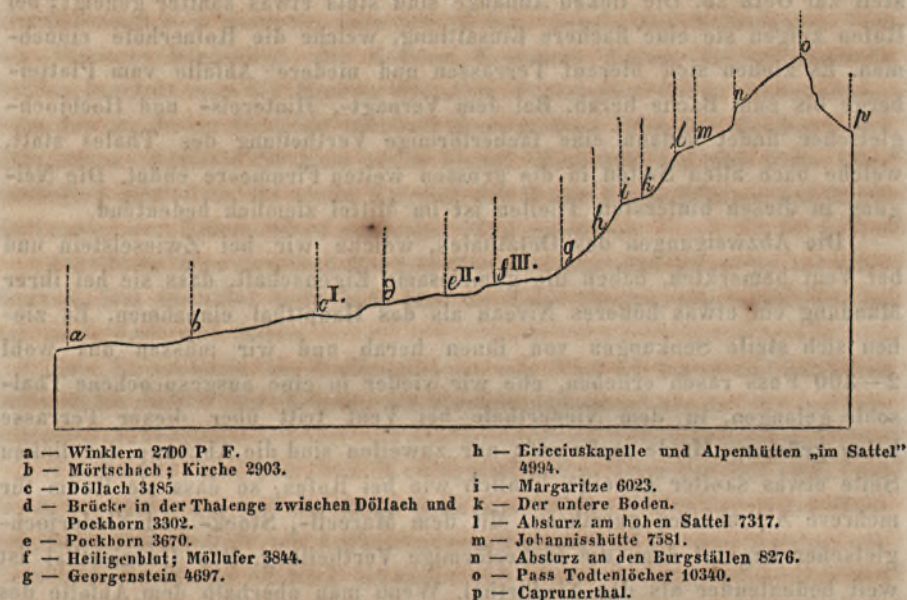 o
n
p
l
m
i
k
h
g
f III.
e II.
d
c I.
b
a
a — Winklern 2700 P F.
b — Mörtschach; Kirche 2903.
c — Döllach 3185
d — Brücke in der Thalenge zwischen Döllach und
Pockhorn 3302.
e — Pockhorn 3670.
f — Heiligenblut; Möllufer 3844.
g — Georgenstein 4697.
h — Bricciuskapelle und Alpenhütten „im Sattel"
4994.
i — Margaritze 6023.
k — Der untere Boden.
l — Absturz am hohen Sattel 7317.
m — Johannisshütte 7581.
n — Absturz an den Burgställen 8276.
o — Pass Todtenlöcher 10340.
p — Caprunerthal.